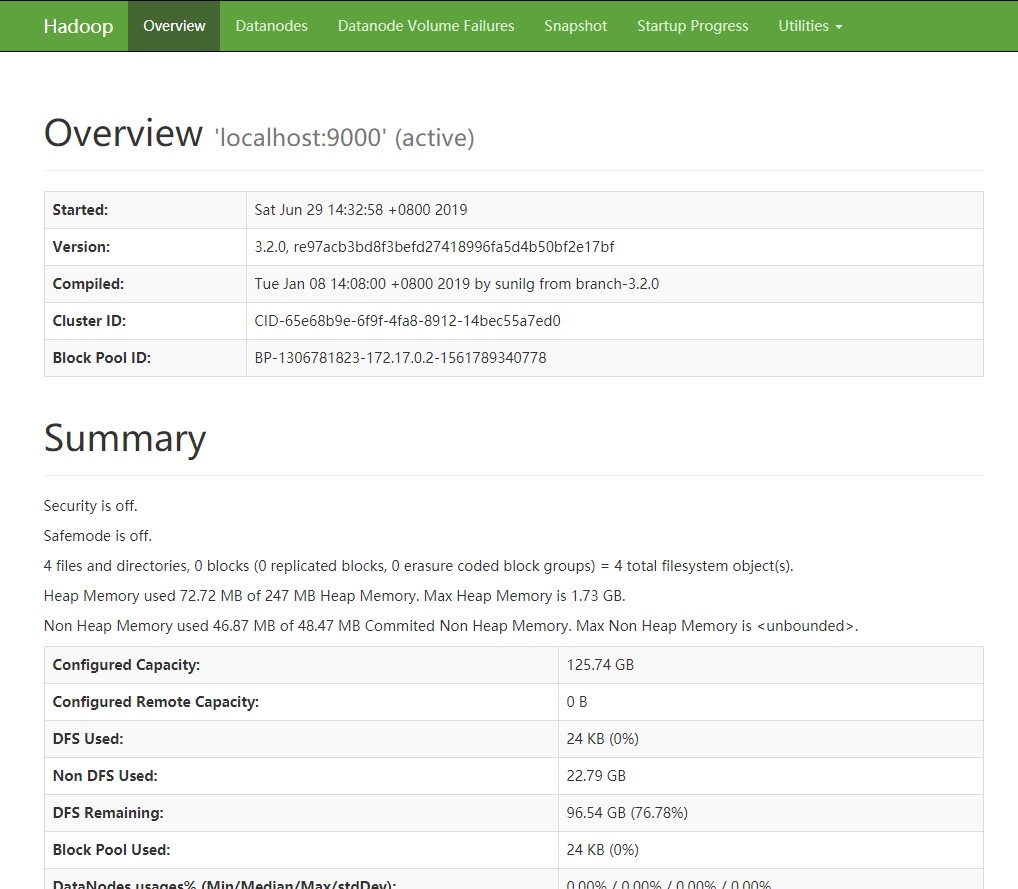 Hadoop Overview Datanodes Datanode Volume Failures Snapshot Startup Progress Utilities
Overview 'localhost:9000' (active)
Started: Sat Jun 29 14:32:58 +0800 2019
Version: 3.2.0, re97acb3bd8f3befd27418996fa5d4b50bf2e17bf
Compiled: Tue Jan 08 14:08:00 +0800 2019 by sunilg from branch-3.2.0
Cluster ID: CID-65e68b9e-6f9f-4fa8-8912-14bec55a7ed0
Block Pool ID: BP-1306781823-172.17.0.2-1561789340778
Summary
Security is off.
Safemode is off.
4 files and directories, 0 blocks (0 replicated blocks, 0 erasure coded block groups) = 4 total filesystem object(s).
Heap Memory used 72.72 MB of 247 MB Heap Memory. Max Heap Memory is 1.73 GB.
Non Heap Memory used 46.87 MB of 48.47 MB Commited Non Heap Memory. Max Non Heap Memory is <unbounded>.
Configured Capacity: 125.74 GB
Configured Remote Capacity: 0 B
DFS Used: 24 KB (0%)
Non DFS Used: 22.79 GB
DFS Remaining: 96.54 GB (76.78%)
Block Pool Used: 24 KB (0%)
DataNodes usages% (Min/Median/Max/stdDev): 0.00% / 0.00% / 0.00% / 0.00%